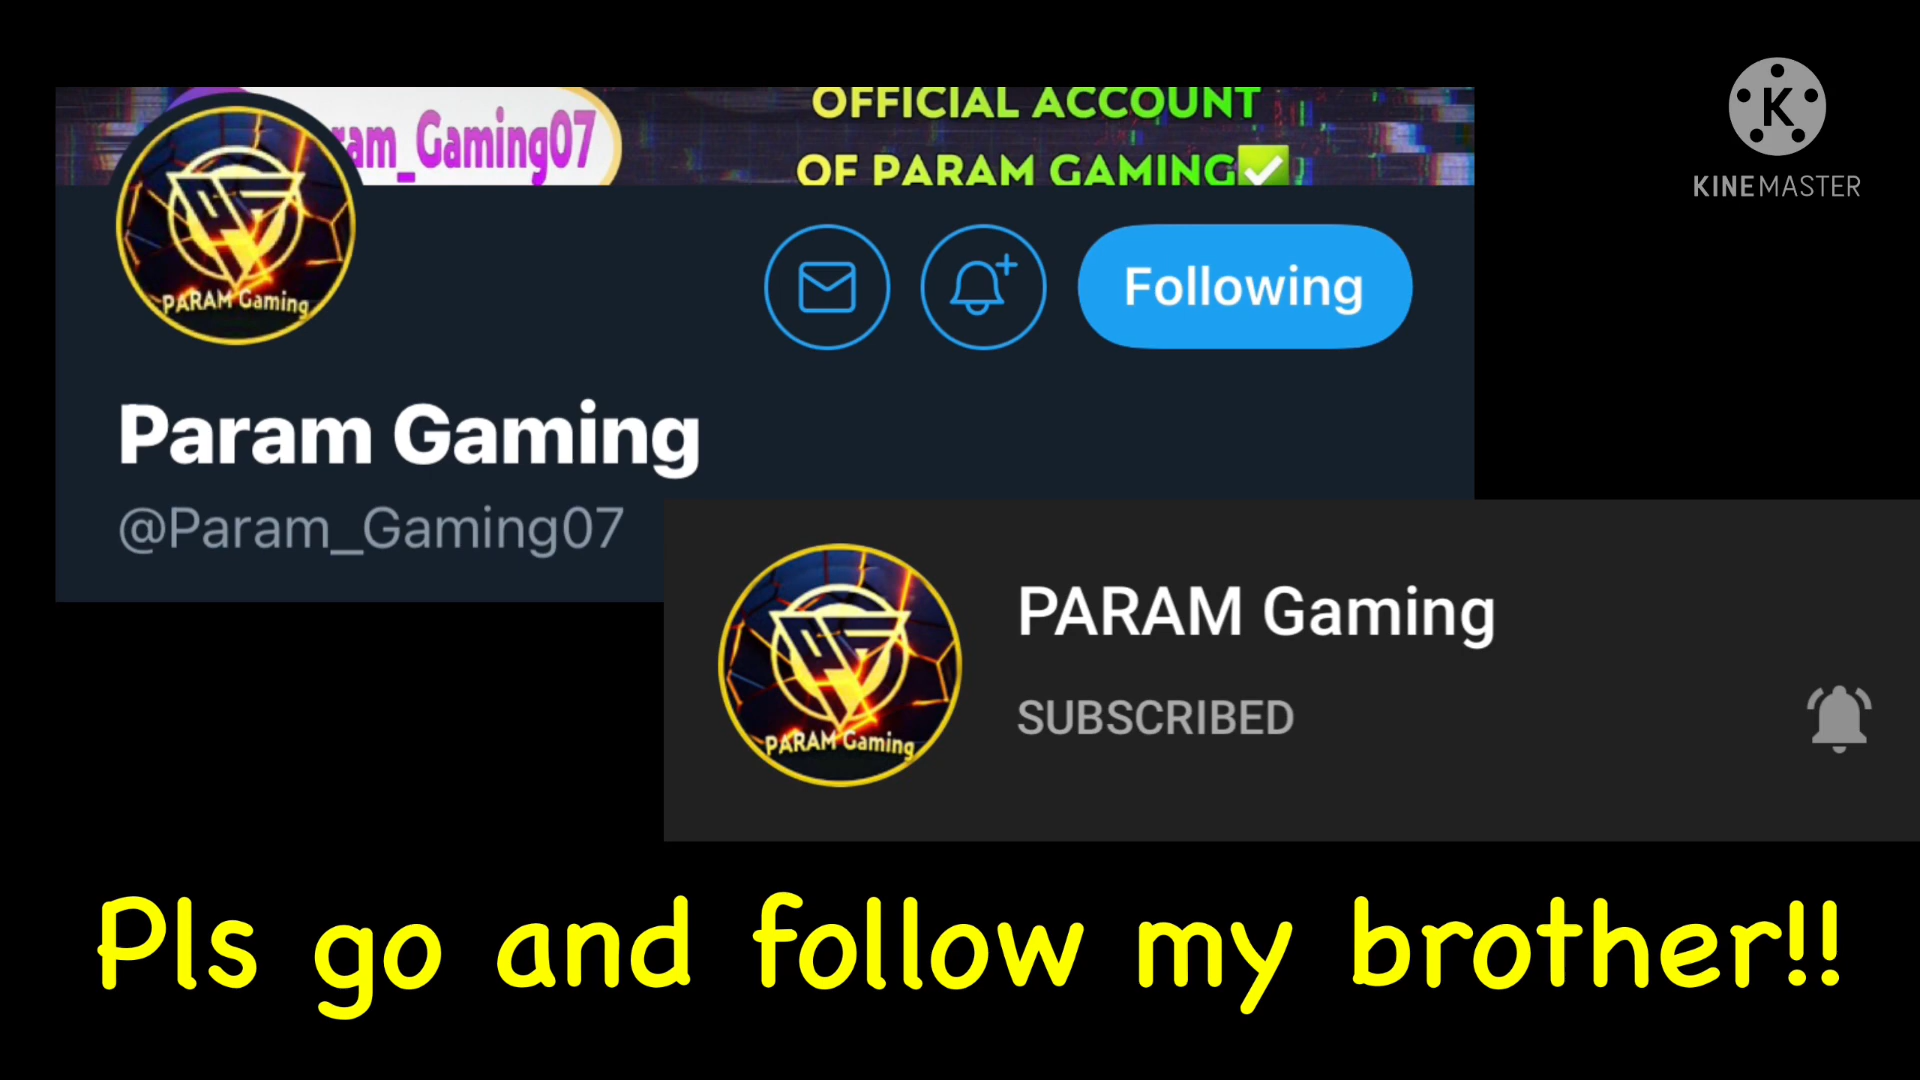 am_Gaming07
OFFICIAL ACCOUNT
OF PARAM GAMING✅
PARAM Gaming
Following
Param Gaming
@Param_Gaming07
PARAM Gaming
SUBSCRIBED
PARAM Gaming
KINEMASTER
Pls go and follow my brother!!